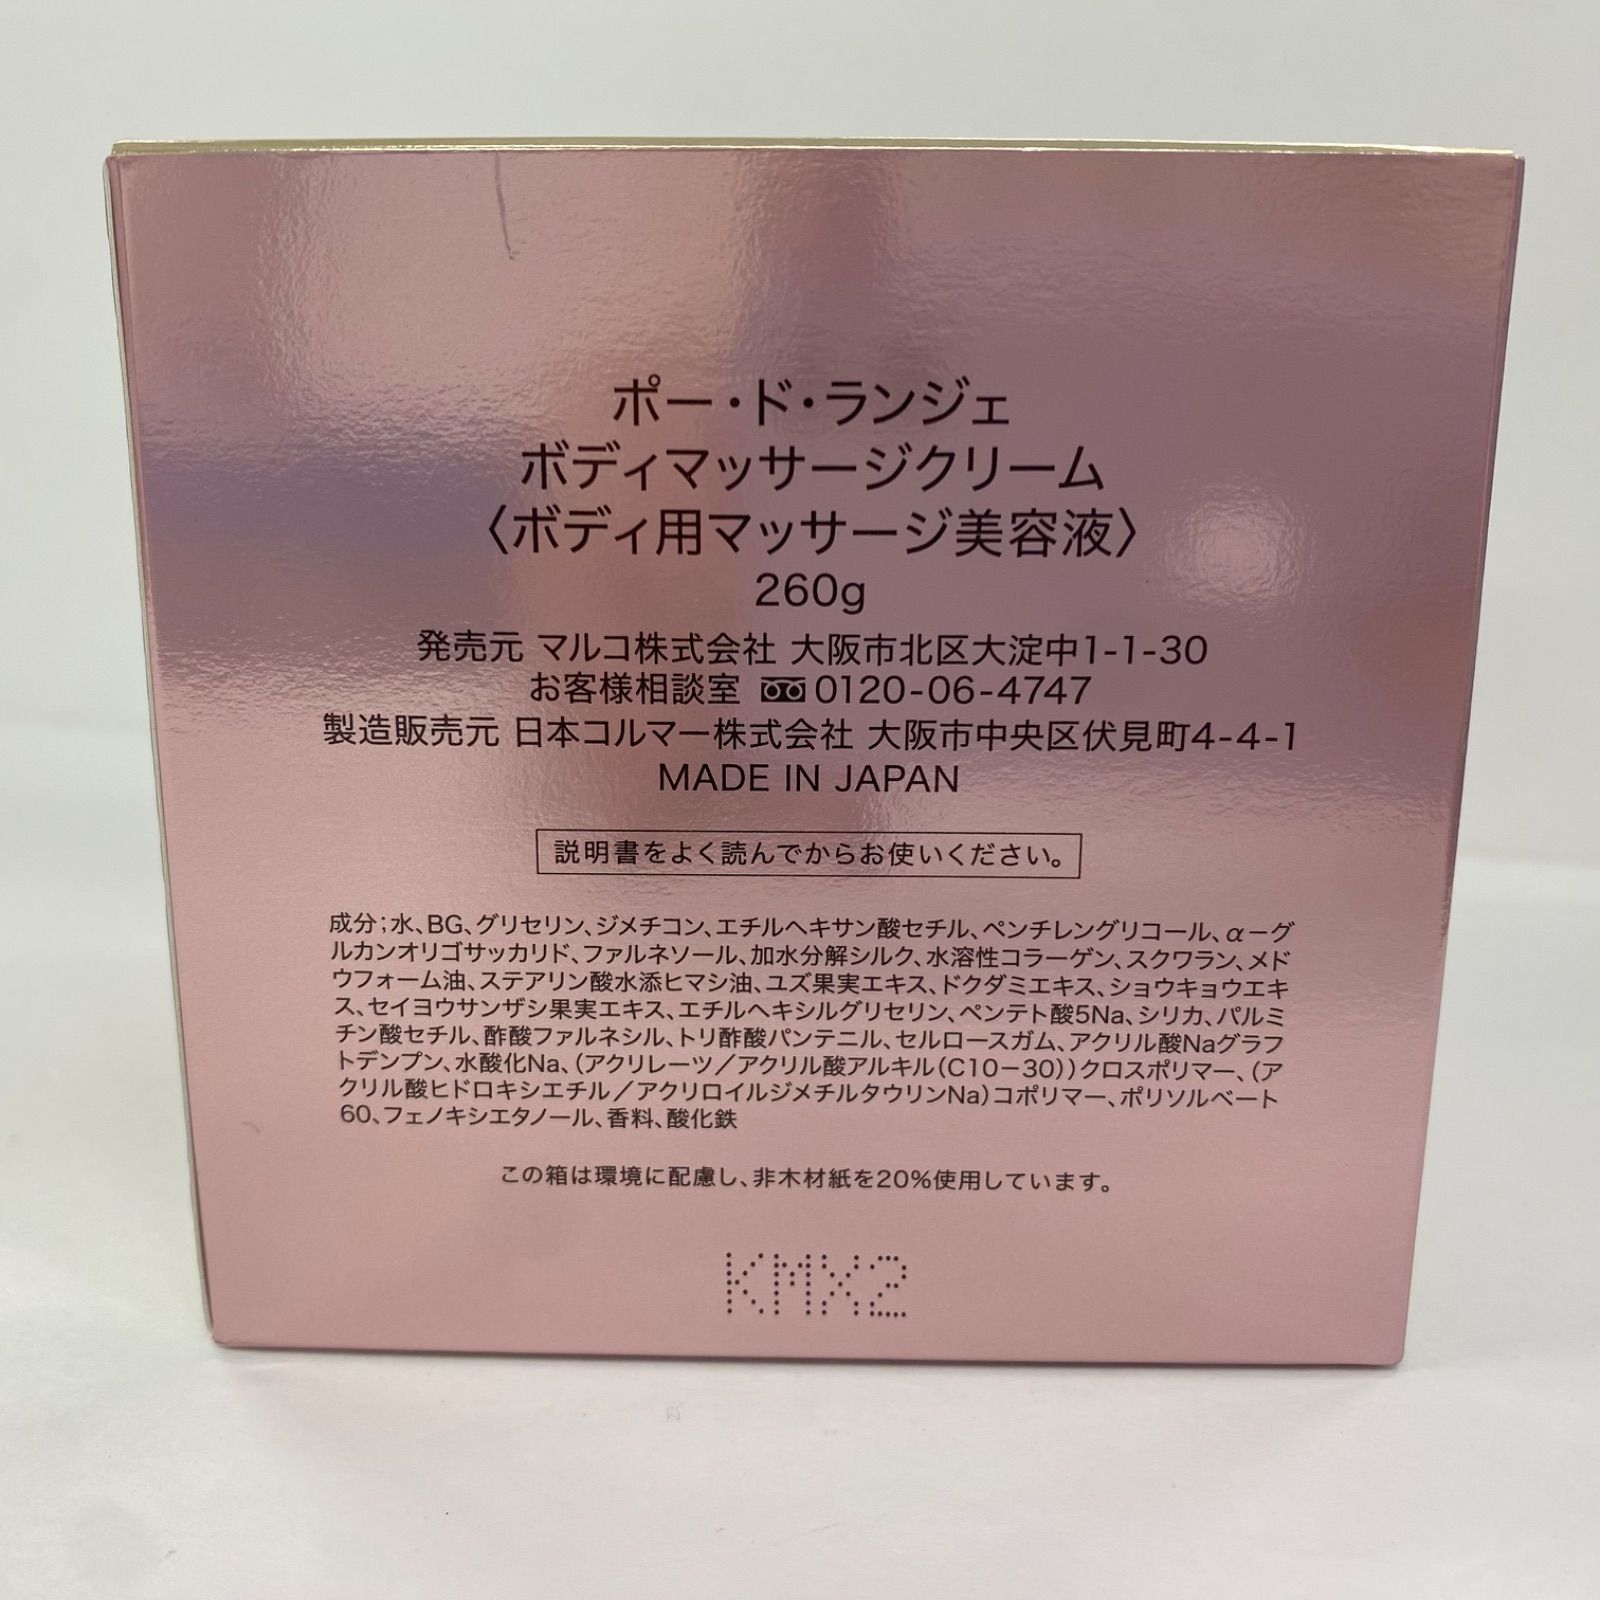 ポー・ド・ランジェ
ボディマッサージクリーム
〈ボディ用マッサージ美容液〉
260g
発売元 マルコ株式会社 大阪市北区大淀中1-1-30
お客様相談室 0120-06-4747
製造販売元 日本コルマー株式会社 大阪市中央区伏見町4-4-1
MADE IN JAPAN
説明書をよく読んでからお使いください。
成分；水、BG、グリセリン、ジメチコン、エチルヘキサン酸セチル、ペンチレングリコール、α－グ
ルカンオリゴサッカリド、ファルネソール、加水分解シルク、水溶性コラーゲン、スクワラン、メド
ウフォーム油、ステアリン酸水添ヒマシ油、ユズ果実エキス、ドクダミエキス、ショウキョウエキ
ス、セイヨウサンザシ果実エキス、エチルヘキシルグリセリン、ペンテト酸5Na、シリカ、パルミ
チン酸セチル、酢酸ファルネシル、トリ酢酸パンテニル、セルロースガム、アクリル酸Naグラフ
トデンプン、水酸化Na、（アクリレーツ／アクリル酸アルキル（C10－30））クロスポリマー、（ア
クリル酸ヒドロキシエチル／アクリロイルジメチルタウリンNa）コポリマー、ポリソルベート
60、フェノキシエタノール、香料、酸化鉄
この箱は環境に配慮し、非木材紙を20%使用しています。
KMX2